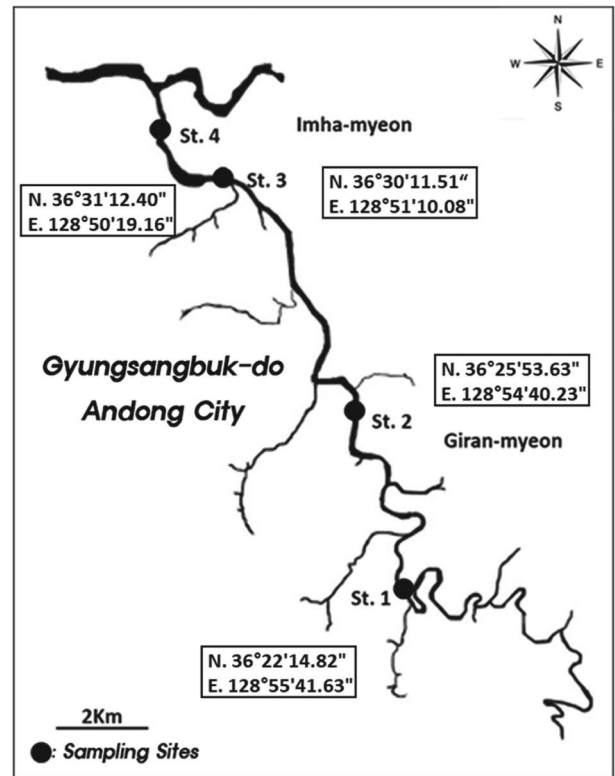 N
W E
S
Imha-myeon
St. 4
St. 3
N. 36°30'11.51“
E. 128°51'10.08"
N. 36°31'12.40"
E. 128°50'19.16"
Gyungsangbuk-do
Andong City
N. 36°25'53.63"
E. 128°54'40.23"
St. 2
Giran-myeon
St. 1
N. 36°22'14.82"
E. 128°55'41.63"
2Km
: Sampling Sites